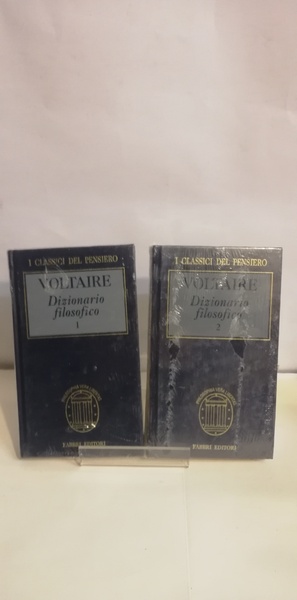 I CLASSICI DEL PENSIERO
VOLTAIRE
Dizionario
filosofico
1
FABBRI EDITORI
I CLASSICI DEL PENSIERO
VOLTAIRE
Dizionario
filosofico
2
FABBRI EDITORI